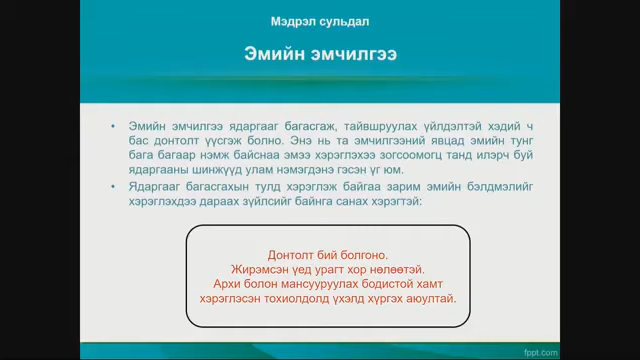 Мэдрэл сульдал
Эмийн эмчилгээ
• Эмийн эмчилгээ ядаргааг багасгаж, тайвшруулах үйлдэлтэй хэдий ч
бас донтолт үүсгэж болно. Энэ нь та эмчилгээний явцад эмийн тунг
бага багаар нэмж байснаа эмээ хэрэглэхээ зогсоомогц танд илэрч буй
ядаргааны шинжүүд улам нэмэгдэнэ гэсэн үг юм.
• Ядаргааг багасгахын тулд хэрэглэж байгаа зарим эмийн бэлдмэлийг
хэрэглэхдээ дараах зүйлсийг байнга санах хэрэгтэй:
Донтолт бий болгоно.
Жирэмсэн үед урагт хор нөлөөтэй.
Архи болон мансууруулах бодистой хамт
хэрэглэсэн тохиолдолд үхэлд хүргэх аюултай.
fppt.com